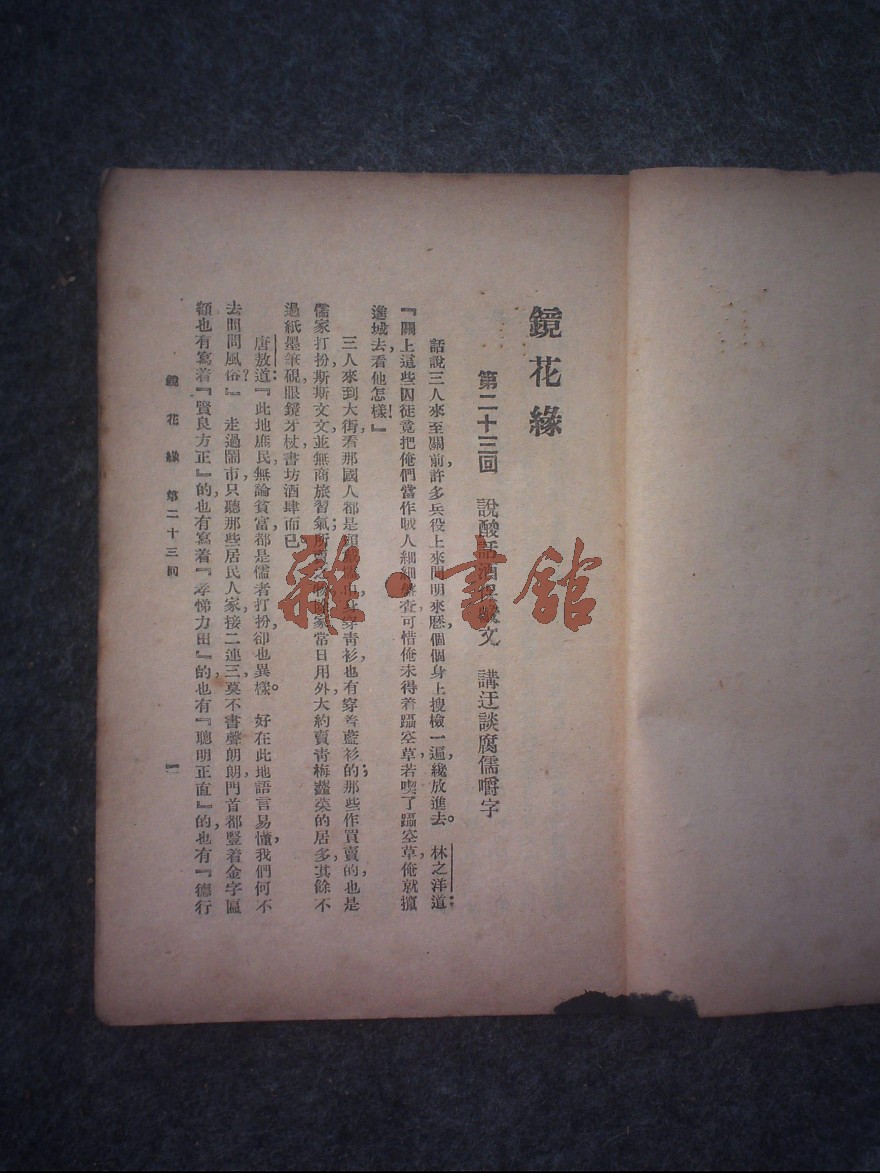 鏡花緣
第二十三回 說酸話酒保 文 講迂談腐儒嚼字
話說三人來至關前,許多兵役上來問明來歷,個個身上搜檢一遍,纔放進去。林之洋道:
『關上這些囚徒竟把俺們當作賊人,細細 查。可惜俺未得着躡空草,若喫了躡空草,俺就攛
進城去,看他怎樣!』
三人來到大街,看那國人都是頭戴 巾,身穿青衫,也有穿着藍衫的;那些作買賣的,也是
儒家打扮,斯斯文文,並無商旅習氣;所賣之物, 家常日用外,大約賣青梅虀菜的居多,其餘不
過紙墨筆硯,眼鏡牙杖,書坊酒肆而已。
唐敖道:『此地庶民,無論貧富,都是儒者打扮,卻也異樣。好在此地語言易懂,我們何不
去問問風俗?』走過鬧市,只聽那些居民人家,接二連三,莫不書聲朗朗,門首都豎着金字匾
額,也有寫着『賢良方正』的,也有寫着『孝悌力田』的,也有『聰明正直』的,也有『德行
鏡花緣 第二十三回
一
雜·書館